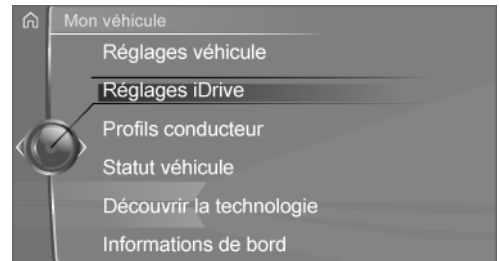 Mon véhicule
Réglages véhicule
Réglages iDrive
Profils conducteur
Statut véhicule
Découvrir la technologie
Informations de bord